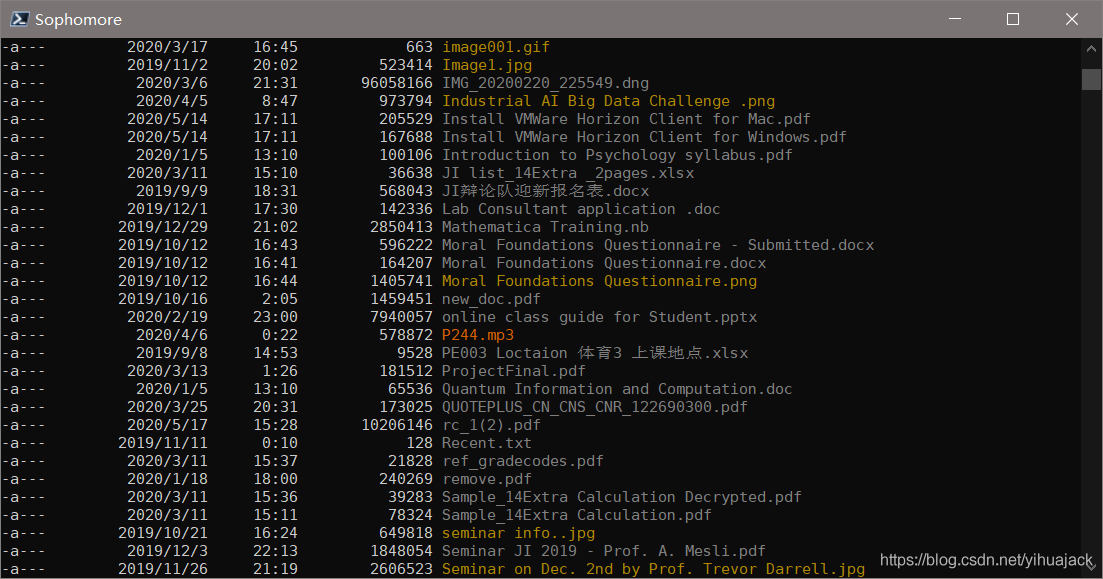 Sophomore
-a--- 2020/3/17 16:45 663 image001.gif
-a--- 2019/11/2 20:02 523414 Image1.jpg
-a--- 2020/3/6 21:31 96058166 IMG_20200220_225549.dng
-a--- 2020/4/5 8:47 973794 Industrial AI Big Data Challenge .png
-a--- 2020/5/14 17:11 205529 Install VMWare Horizon Client for Mac.pdf
-a--- 2020/5/14 17:11 167688 Install VMWare Horizon Client for Windows.pdf
-a--- 2020/1/5 13:10 100106 Introduction to Psychology syllabus.pdf
-a--- 2020/3/11 15:10 36638 JI list_14Extra _2pages.xlsx
-a--- 2019/9/9 18:31 568043 JI辩论队迎新报名表.docx
-a--- 2019/12/1 17:30 142336 Lab Consultant application .doc
-a--- 2019/12/29 21:02 2850413 Mathematica Training.nb
-a--- 2019/10/12 16:43 596222 Moral Foundations Questionnaire - Submitted.docx
-a--- 2019/10/12 16:41 164207 Moral Foundations Questionnaire.docx
-a--- 2019/10/12 16:44 1405741 Moral Foundations Questionnaire.png
-a--- 2019/10/16 2:05 1459451 new_doc.pdf
-a--- 2020/2/19 23:00 7940057 online class guide for Student.pptx
-a--- 2020/4/6 0:22 578872 P244.mp3
-a--- 2019/9/8 14:53 9528 PE003 Loctaion 体育3 上课地点.xlsx
-a--- 2020/3/13 1:26 181512 ProjectFinal.pdf
-a--- 2020/1/5 13:10 65536 Quantum Information and Computation.doc
-a--- 2020/3/25 20:31 173025 QUOTEPLUS_CN_CNS_CNR_122690300.pdf
-a--- 2020/5/17 15:28 10206146 rc_1(2).pdf
-a--- 2019/11/11 0:10 128 Recent.txt
-a--- 2020/3/11 15:37 21828 ref_gradecodes.pdf
-a--- 2020/1/18 18:00 240269 remove.pdf
-a--- 2020/3/11 15:36 39283 Sample_14Extra Calculation Decrypted.pdf
-a--- 2020/3/11 15:11 78324 Sample_14Extra Calculation.pdf
-a--- 2019/10/21 16:24 649818 seminar info..jpg
-a--- 2019/12/3 22:13 1848054 Seminar JI 2019 - Prof. A. Mesli.pdf
-a--- 2019/11/26 21:19 2606523 Seminar on Dec. 2nd by Prof. Trevor Darrell.jpg
https://blog.csdn.net/yihuajack